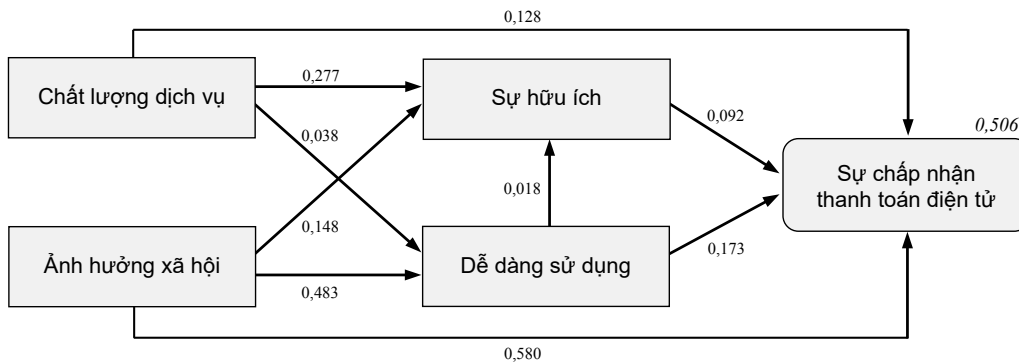 0,128
Chất lượng dịch vụ
0,277
Sự hữu ích
0,038
0,092
0,506
Sự chấp nhận
thanh toán điện tử
0,018
0,148
Ảnh hưởng xã hội
0,483
Dễ dàng sử dụng
0,173
0,580